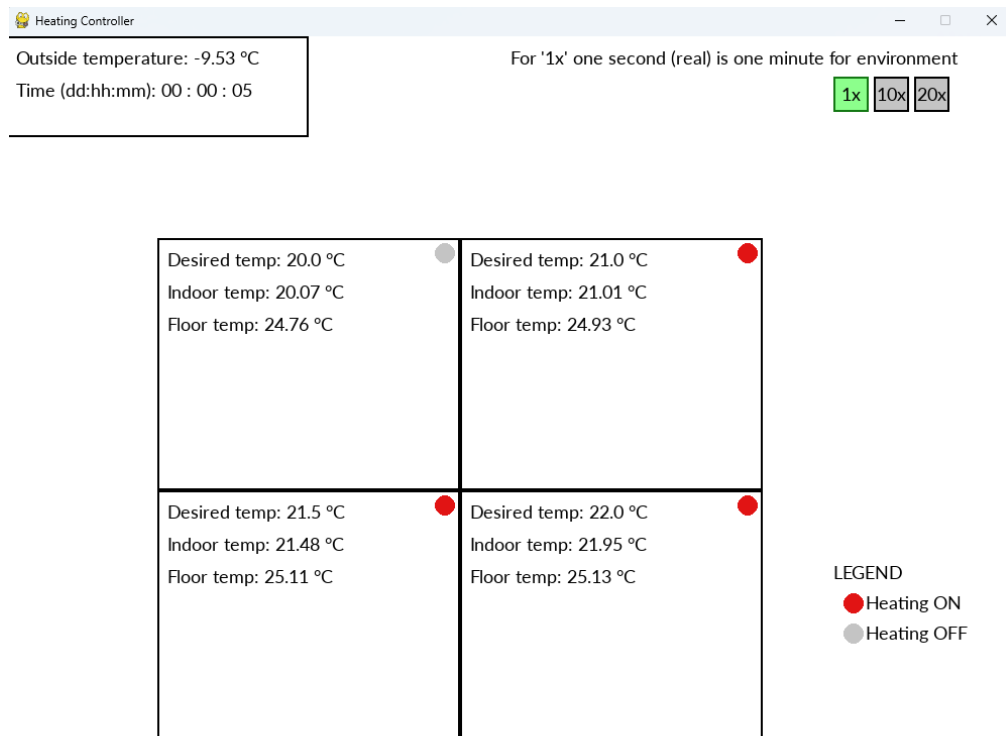 Heating Controller
Outside temperature: -9.53 °C
Time (dd:hh:mm): 00 : 00 : 05
For '1x' one second (real) is one minute for environment
1x 10x 20x
Desired temp: 20.0 °C
Indoor temp: 20.07 °C
Floor temp: 24.76 °C
Desired temp: 21.0 °C
Indoor temp: 21.01 °C
Floor temp: 24.93 °C
Desired temp: 21.5 °C
Indoor temp: 21.48 °C
Floor temp: 25.11 °C
Desired temp: 22.0 °C
Indoor temp: 21.95 °C
Floor temp: 25.13 °C
LEGEND
Heating ON
Heating OFF